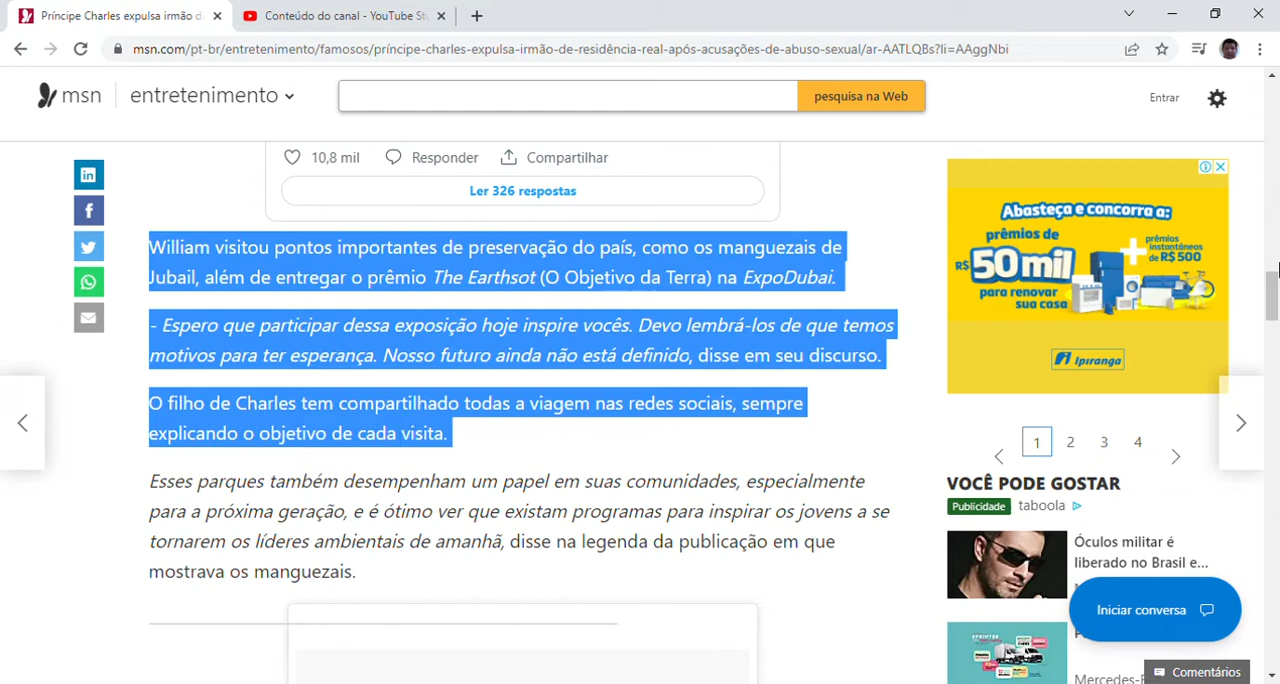 Príncipe Charles expulsa irmão d
Conteúdo do canal - YouTube St
msn.com/pt-br/entretenimento/famosos/príncipe-charles-expulsa-irmão-de-residência-real-após-acusações-de-abuso-sexual/ar-AATLQBs?li=AAggNbi
msn
entretenimento
pesquisa na Web
Entrar
10,8 mil
Responder
Compartilhar
Ler 326 respostas
William visitou pontos importantes de preservação do país, como os manguezais de
Jubail, além de entregar o prêmio The Earthsot (O Objetivo da Terra) na ExpoDubai.
- Espero que participar dessa exposição hoje inspire vocês. Devo lembrá-los de que temos
motivos para ter esperança. Nosso futuro ainda não está definido, disse em seu discurso.
O filho de Charles tem compartilhado todas a viagem nas redes sociais, sempre
explicando o objetivo de cada visita.
Esses parques também desempenham um papel em suas comunidades, especialmente
para a próxima geração, e é ótimo ver que existam programas para inspirar os jovens a se
tornarem os líderes ambientais de amanhã, disse na legenda da publicação em que
mostrava os manguezais.
Abasteça e concorra a:
prêmios de
R$ 50 mil
para renovar
sua casa
+ prêmios
instantâneos
de R$ 500
Ipiranga
1 2 3 4
VOCÊ PODE GOSTAR
Publicidade
taboola
Óculos militar é
liberado no Brasil e...
Iniciar conversa
Mercedes-
Comentários